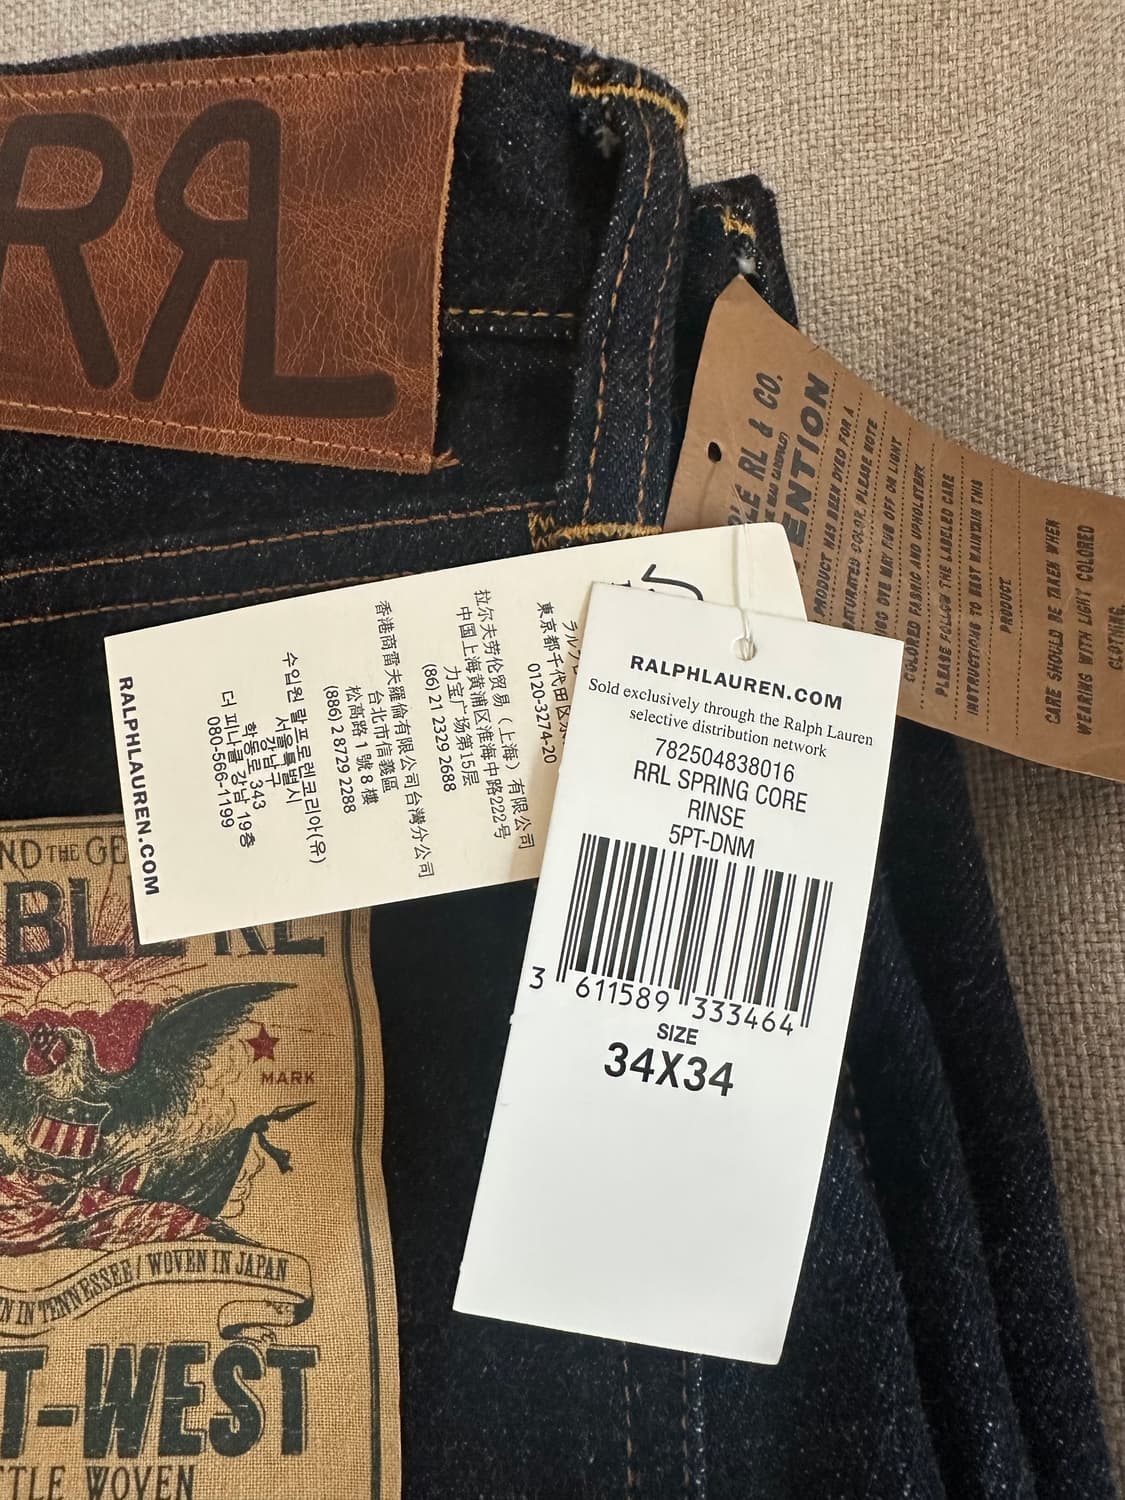 RRL
RL & CO.
PRODUCT HAS BEEN DYED FOR A
COLOR. PLEASE NOTE
DYE MAY RUB OFF ON LIGHT
COLORED FABRIC AND UPHOLSTERY.
PLEASE FOLLOW THE LABELED CARE
INSTRUCTIONS TO BEST MAINTAIN THIS
PRODUCT.
CARE SHOULD BE TAKEN WHEN
WEARING WITH LIGHT COLORED
CLOTHING.
東京都千代田区
0120-3274-20
拉尔夫劳伦贸易（上海）有限公司
中国上海黄浦区淮海中路222号
力宝广场第15层
(86) 21 2329 2688
香港商雷夫羅倫有限公司台灣分公司
台北市信義區
松高路 1 號 8 樓
(886) 2 8729 2288
수입원 랄프로렌코리아(유)
서울특별시
강남구
학동로 343
더 피나클 강남 19층
080-566-1199
RALPHLAUREN.COM
RALPHLAUREN.COM
Sold exclusively through the Ralph Lauren
selective distribution network
782504838016
RRL SPRING CORE
RINSE
5PT-DNM
3 611589 333464
SIZE
34X34
THE
RL
MARK
IN TENNESSEE / WOVEN IN JAPAN
T-WEST
WOVEN